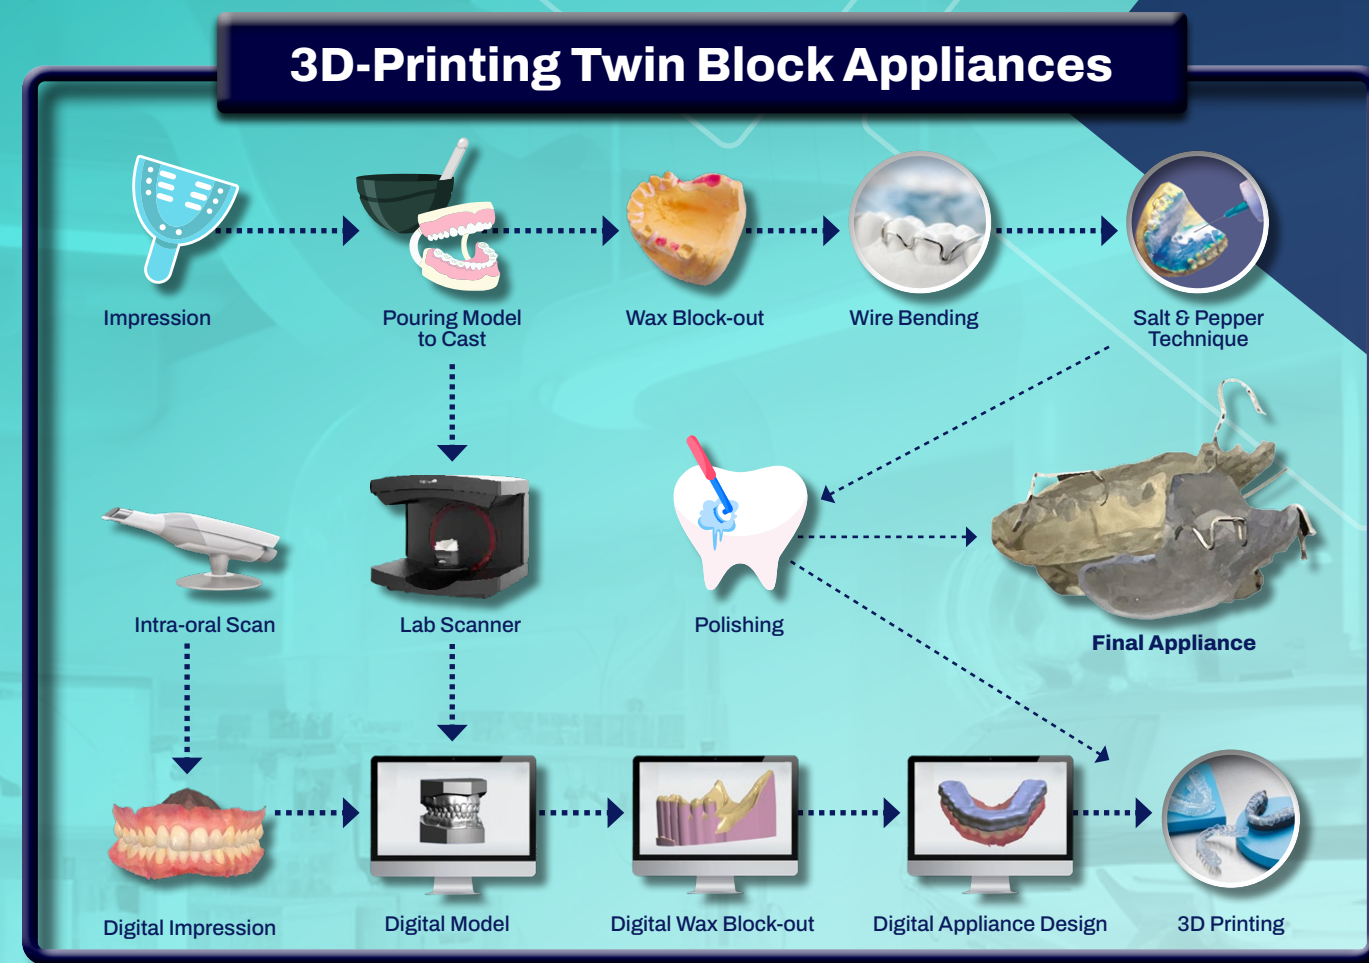 3D-Printing Twin Block Appliances
Impression
Pouring Model
to Cast
Wax Block-out
Wire Bending
Salt & Pepper
Technique
Intra-oral Scan
Lab Scanner
Polishing
Final Appliance
Digital Impression
Digital Model
Digital Wax Block-out
Digital Appliance Design
3D Printing